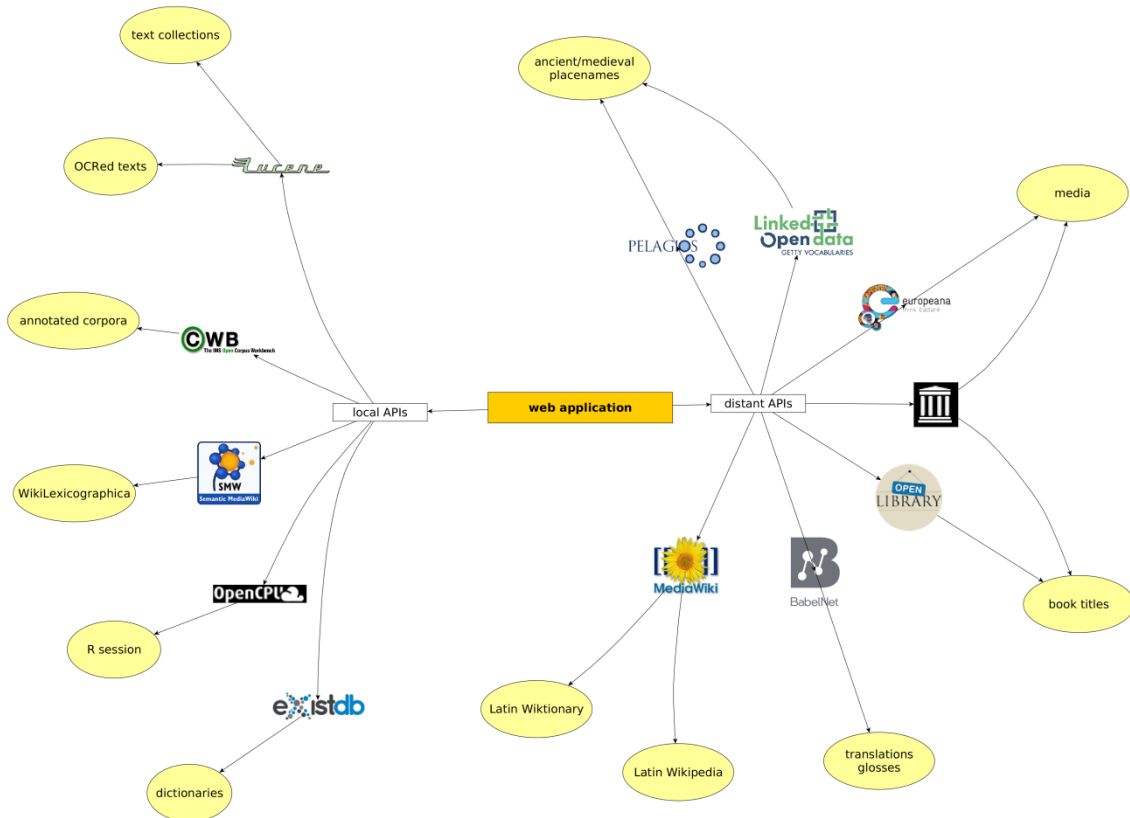 text collections
ancient/medieval
placenames
OCRed texts
lucene
media
Linked
Open data
GETTY VOCABULARIES
PELAGIOS
europeana
think culture
annotated corpora
CWB
The IMS Open Corpus Workbench
local APIs
web application
distant APIs
SMW
Semantic MediaWiki
WikiLexicographica
OPEN
LIBRARY
[[ ]]
MediaWiki
BabelNet
OpenCPU
book titles
R session
existdb
Latin Wiktionary
Latin Wikipedia
translations
glosses
dictionaries